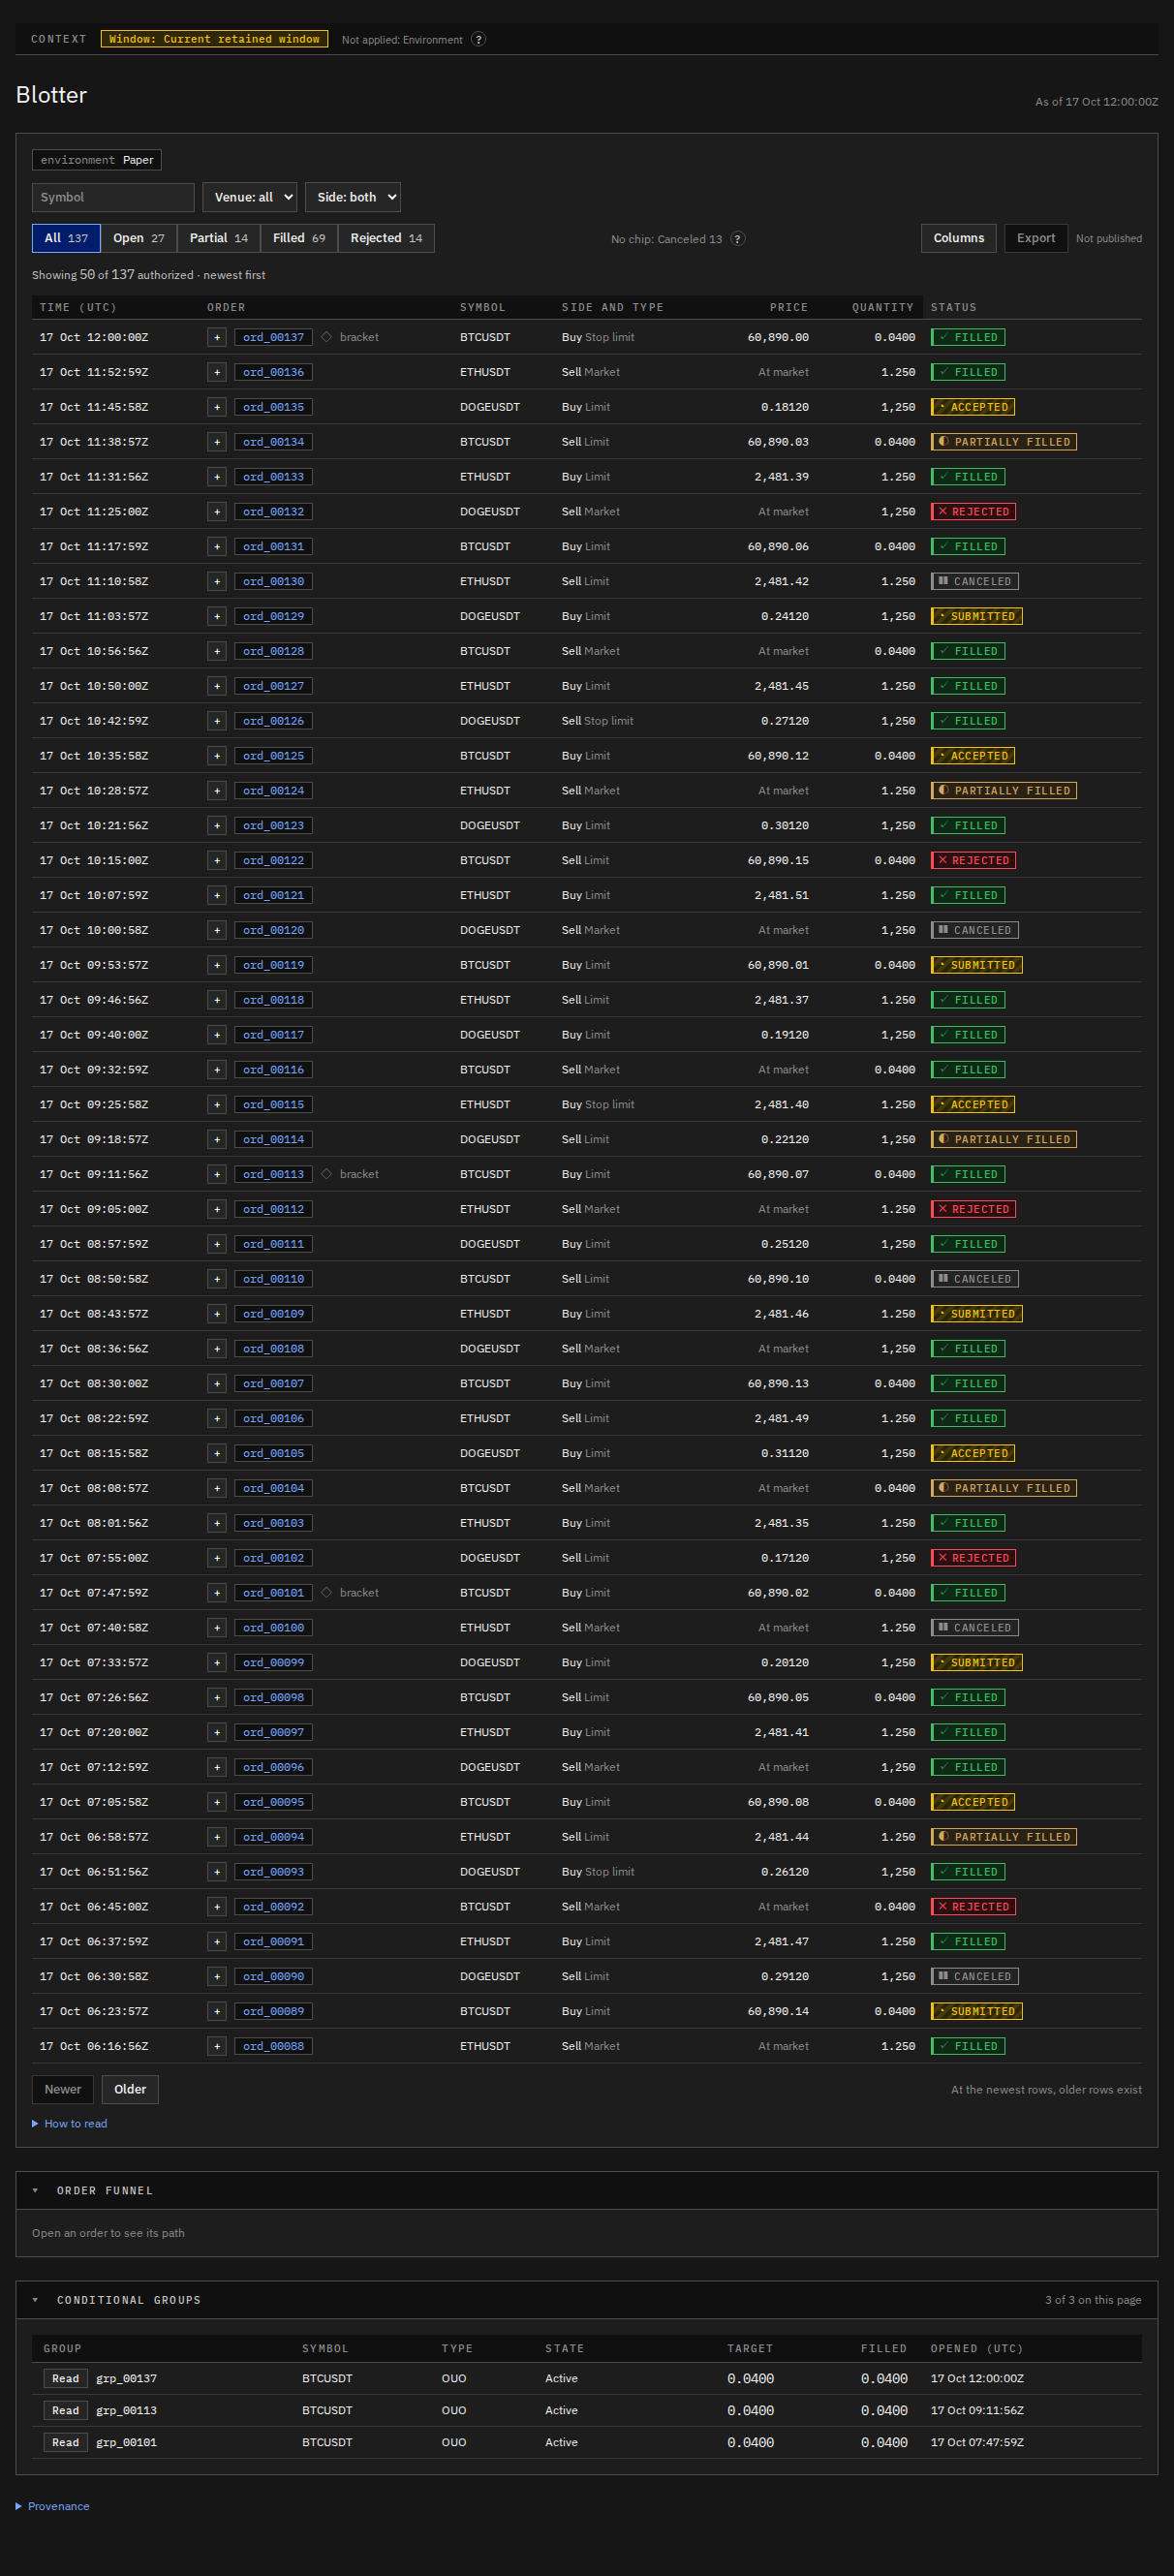 CONTEXT Window: Current retained window Not applied: Environment ?
Blotter
As of 17 Oct 12:00:00Z
environment Paper
Symbol Venue: all Side: both
All 137 Open 27 Partial 14 Filled 69 Rejected 14 No chip: Canceled 13 ? Columns Export Not published
Showing 50 of 137 authorized · newest first
TIME (UTC) ORDER SYMBOL SIDE AND TYPE PRICE QUANTITY STATUS
17 Oct 12:00:00Z + ord_00137 ◇ bracket BTCUSDT Buy Stop limit 60,890.00 0.0400 ✓ FILLED
17 Oct 11:52:59Z + ord_00136 ETHUSDT Sell Market At market 1.250 ✓ FILLED
17 Oct 11:45:58Z + ord_00135 DOGEUSDT Buy Limit 0.18120 1,250 ACCEPTED
17 Oct 11:38:57Z + ord_00134 BTCUSDT Sell Limit 60,890.03 0.0400 PARTIALLY FILLED
17 Oct 11:31:56Z + ord_00133 ETHUSDT Buy Limit 2,481.39 1.250 ✓ FILLED
17 Oct 11:25:00Z + ord_00132 DOGEUSDT Sell Market At market 1,250 ✕ REJECTED
17 Oct 11:17:59Z + ord_00131 BTCUSDT Buy Limit 60,890.06 0.0400 ✓ FILLED
17 Oct 11:10:58Z + ord_00130 ETHUSDT Sell Limit 2,481.42 1.250 CANCELED
17 Oct 11:03:57Z + ord_00129 DOGEUSDT Buy Limit 0.24120 1,250 SUBMITTED
17 Oct 10:56:56Z + ord_00128 BTCUSDT Sell Market At market 0.0400 ✓ FILLED
17 Oct 10:50:00Z + ord_00127 ETHUSDT Buy Limit 2,481.45 1.250 ✓ FILLED
17 Oct 10:42:59Z + ord_00126 DOGEUSDT Sell Stop limit 0.27120 1,250 ✓ FILLED
17 Oct 10:35:58Z + ord_00125 BTCUSDT Buy Limit 60,890.12 0.0400 ACCEPTED
17 Oct 10:28:57Z + ord_00124 ETHUSDT Sell Market At market 1.250 PARTIALLY FILLED
17 Oct 10:21:56Z + ord_00123 DOGEUSDT Buy Limit 0.30120 1,250 ✓ FILLED
17 Oct 10:15:00Z + ord_00122 BTCUSDT Sell Limit 60,890.15 0.0400 ✕ REJECTED
17 Oct 10:07:59Z + ord_00121 ETHUSDT Buy Limit 2,481.51 1.250 ✓ FILLED
17 Oct 10:00:58Z + ord_00120 DOGEUSDT Sell Market At market 1,250 CANCELED
17 Oct 09:53:57Z + ord_00119 BTCUSDT Buy Limit 60,890.01 0.0400 SUBMITTED
17 Oct 09:46:56Z + ord_00118 ETHUSDT Sell Limit 2,481.37 1.250 ✓ FILLED
17 Oct 09:40:00Z + ord_00117 DOGEUSDT Buy Limit 0.19120 1,250 ✓ FILLED
17 Oct 09:32:59Z + ord_00116 BTCUSDT Sell Market At market 0.0400 ✓ FILLED
17 Oct 09:25:58Z + ord_00115 ETHUSDT Buy Stop limit 2,481.40 1.250 ACCEPTED
17 Oct 09:18:57Z + ord_00114 DOGEUSDT Sell Limit 0.22120 1,250 PARTIALLY FILLED
17 Oct 09:11:56Z + ord_00113 ◇ bracket BTCUSDT Buy Limit 60,890.07 0.0400 ✓ FILLED
17 Oct 09:05:00Z + ord_00112 ETHUSDT Sell Market At market 1.250 ✕ REJECTED
17 Oct 08:57:59Z + ord_00111 DOGEUSDT Buy Limit 0.25120 1,250 ✓ FILLED
17 Oct 08:50:58Z + ord_00110 BTCUSDT Sell Limit 60,890.10 0.0400 CANCELED
17 Oct 08:43:57Z + ord_00109 ETHUSDT Buy Limit 2,481.46 1.250 SUBMITTED
17 Oct 08:36:56Z + ord_00108 DOGEUSDT Sell Market At market 1,250 ✓ FILLED
17 Oct 08:30:00Z + ord_00107 BTCUSDT Buy Limit 60,890.13 0.0400 ✓ FILLED
17 Oct 08:22:59Z + ord_00106 ETHUSDT Sell Limit 2,481.49 1.250 ✓ FILLED
17 Oct 08:15:58Z + ord_00105 DOGEUSDT Buy Limit 0.31120 1,250 ACCEPTED
17 Oct 08:08:57Z + ord_00104 BTCUSDT Sell Market At market 0.0400 PARTIALLY FILLED
17 Oct 08:01:56Z + ord_00103 ETHUSDT Buy Limit 2,481.35 1.250 ✓ FILLED
17 Oct 07:55:00Z + ord_00102 DOGEUSDT Sell Limit 0.17120 1,250 ✕ REJECTED
17 Oct 07:47:59Z + ord_00101 ◇ bracket BTCUSDT Buy Limit 60,890.02 0.0400 ✓ FILLED
17 Oct 07:40:58Z + ord_00100 ETHUSDT Sell Market At market 1.250 CANCELED
17 Oct 07:33:57Z + ord_00099 DOGEUSDT Buy Limit 0.20120 1,250 SUBMITTED
17 Oct 07:26:56Z + ord_00098 BTCUSDT Sell Limit 60,890.05 0.0400 ✓ FILLED
17 Oct 07:20:00Z + ord_00097 ETHUSDT Buy Limit 2,481.41 1.250 ✓ FILLED
17 Oct 07:12:59Z + ord_00096 DOGEUSDT Sell Market At market 1,250 ✓ FILLED
17 Oct 07:05:58Z + ord_00095 BTCUSDT Buy Limit 60,890.08 0.0400 ACCEPTED
17 Oct 06:58:57Z + ord_00094 ETHUSDT Sell Limit 2,481.44 1.250 PARTIALLY FILLED
17 Oct 06:51:56Z + ord_00093 DOGEUSDT Buy Stop limit 0.26120 1,250 ✓ FILLED
17 Oct 06:45:00Z + ord_00092 BTCUSDT Sell Market At market 0.0400 ✕ REJECTED
17 Oct 06:37:59Z + ord_00091 ETHUSDT Buy Limit 2,481.47 1.250 ✓ FILLED
17 Oct 06:30:58Z + ord_00090 DOGEUSDT Sell Limit 0.29120 1,250 CANCELED
17 Oct 06:23:57Z + ord_00089 BTCUSDT Buy Limit 60,890.14 0.0400 SUBMITTED
17 Oct 06:16:56Z + ord_00088 ETHUSDT Sell Market At market 1.250 ✓ FILLED
Newer Older At the newest rows, older rows exist
How to read
ORDER FUNNEL
Open an order to see its path
CONDITIONAL GROUPS 3 of 3 on this page
GROUP SYMBOL TYPE STATE TARGET FILLED OPENED (UTC)
Read grp_00137 BTCUSDT OUO Active 0.0400 0.0400 17 Oct 12:00:00Z
Read grp_00113 BTCUSDT OUO Active 0.0400 0.0400 17 Oct 09:11:56Z
Read grp_00101 BTCUSDT OUO Active 0.0400 0.0400 17 Oct 07:47:59Z
Provenance